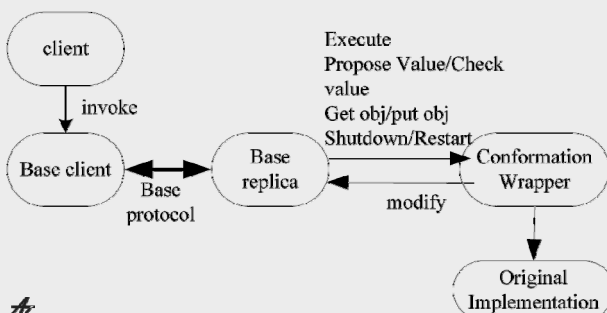 client
invoke
Base client
Base
protocol
Base
replica
Execute
Propose Value/Check
value
Get obj/put obj
Shutdown/Restart
modify
Conformation
Wrapper
Original
Implementation